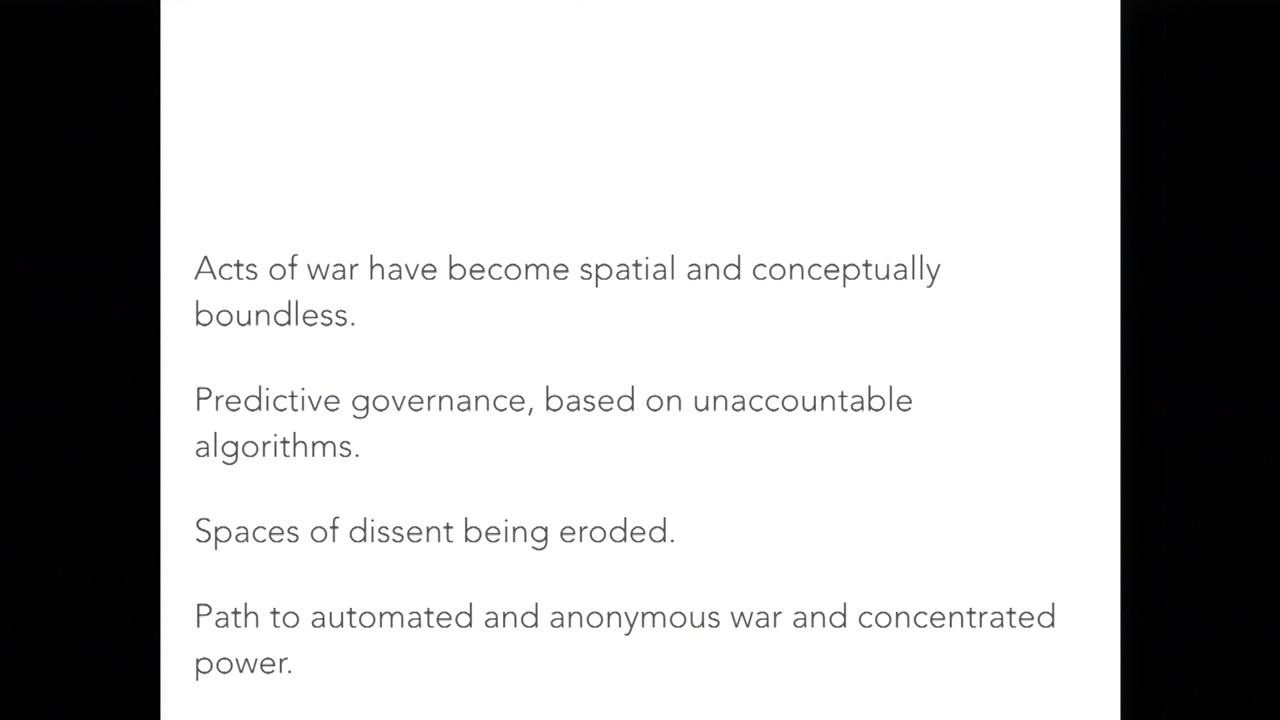 Acts of war have become spatial and conceptually
boundless.
Predictive governance, based on unaccountable
algorithms.
Spaces of dissent being eroded.
Path to automated and anonymous war and concentrated
power.